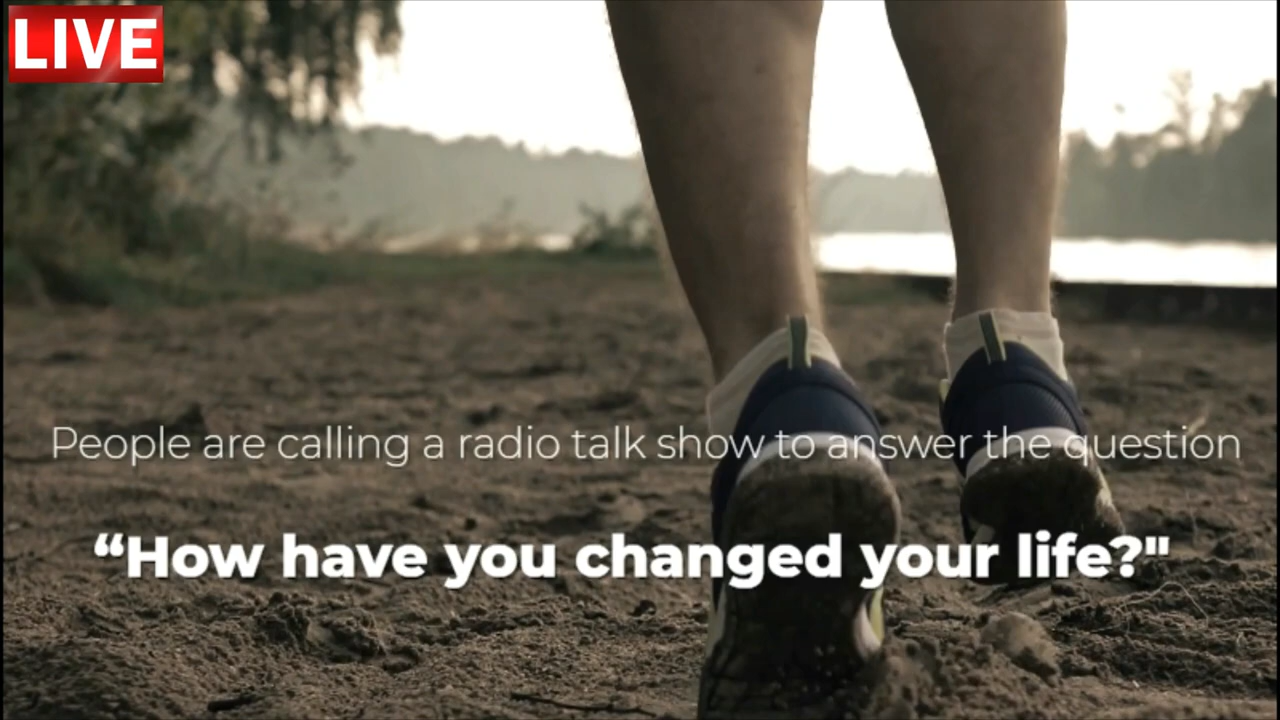 LIVE
People are calling a radio talk show to answer the question
“How have you changed your life?"